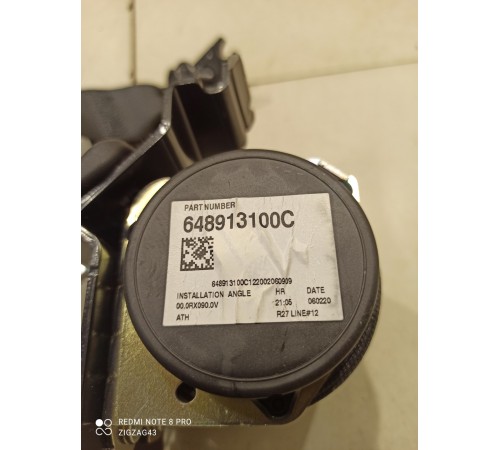 PART NUMBER
648913100C
648913100C122002060909
INSTALLATION ANGLE HR DATE
00.0RX090.0V 21:05 060220
ATH R27 LINE#12
REDMI NOTE 8 PRO
ZIGZAG43